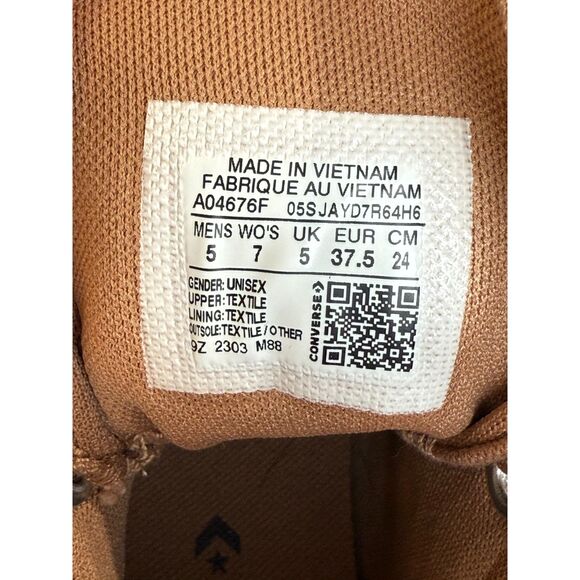 MADE IN VIETNAM
FABRIQUE AU VIETNAM
A04676F 05SJAYD7R64H6
MENS WO'S UK EUR CM
5 7 5 37.5 24
GENDER: UNISEX
UPPER: TEXTILE
LINING: TEXTILE
OUTSOLE: TEXTILE / OTHER
9Z 2303 M88
CONVERSE